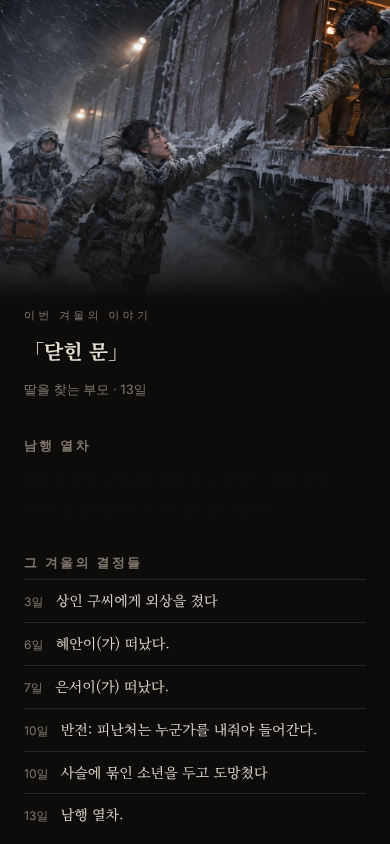 이번 겨울의 이야기
「닫힌 문」
딸을 찾는 부모 · 13일
남행 열차
그 겨울의 결정들
3일 상인 구씨에게 외상을 졌다
6일 혜안이(가) 떠났다.
7일 은서이(가) 떠났다.
10일 반전: 피난처는 누군가를 내줘야 들어간다.
10일 사슬에 묶인 소년을 두고 도망쳤다
13일 남행 열차.